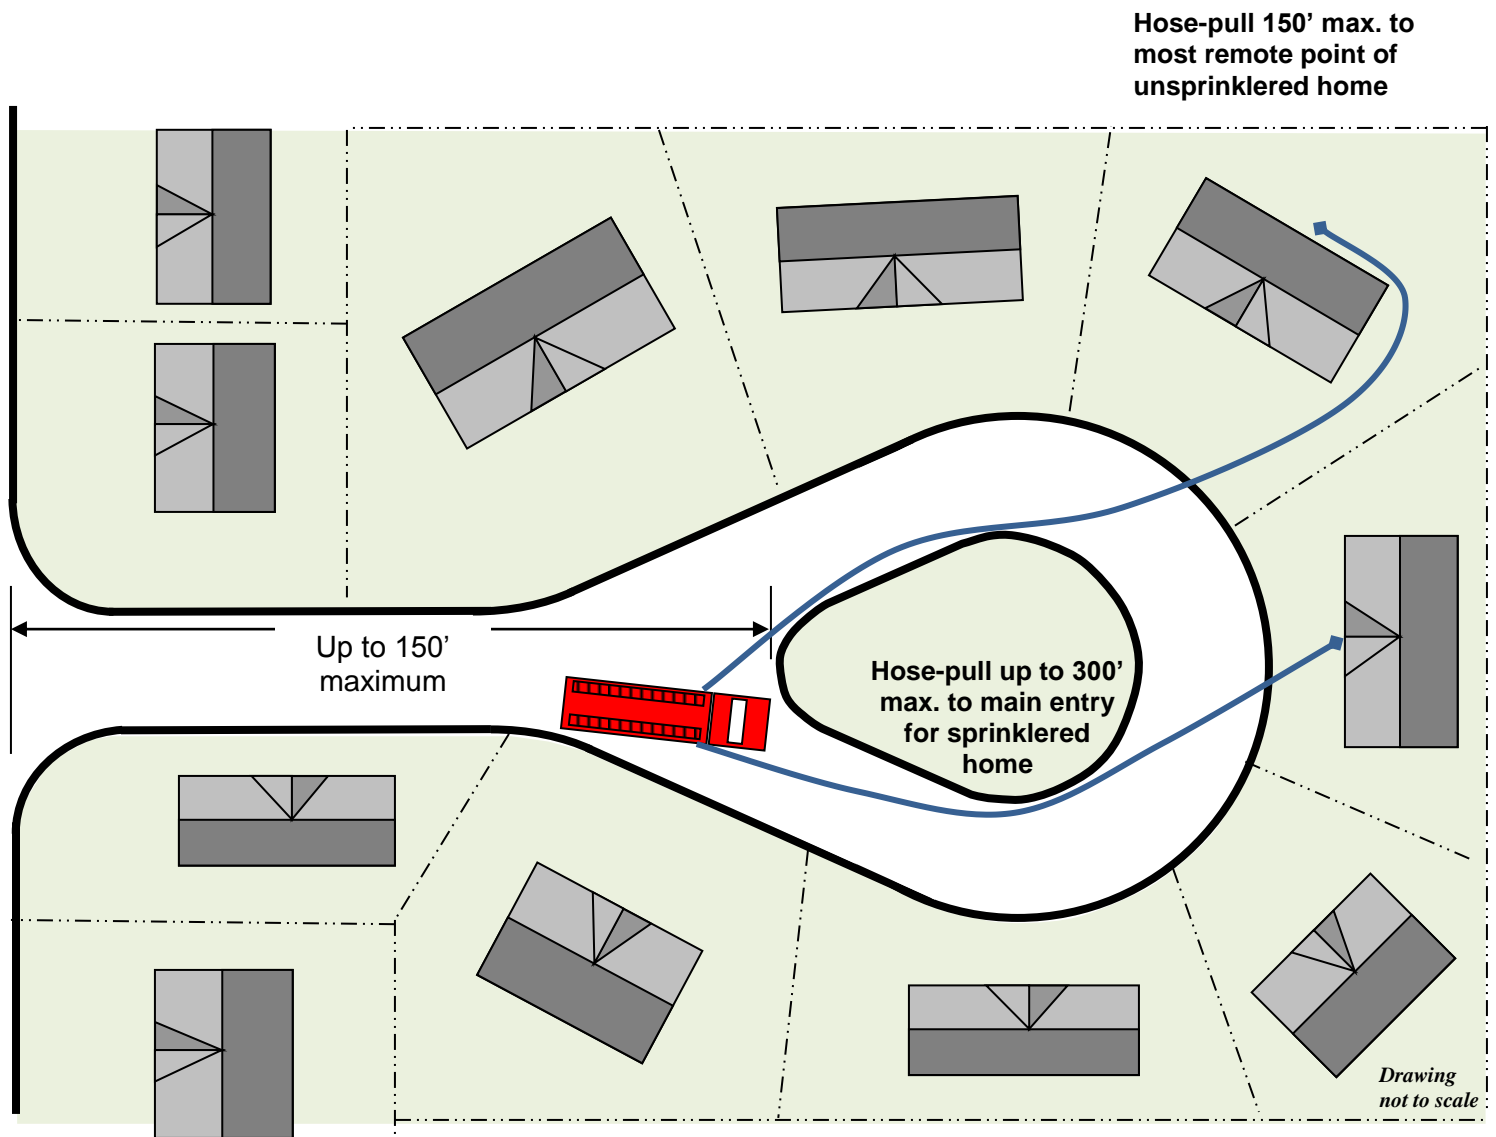 Hose-pull 150’ max. to
most remote point of
unsprinklered home
Up to 150’
maximum
Hose-pull up to 300’
max. to main entry
for sprinklered
home
Drawing
not to scale